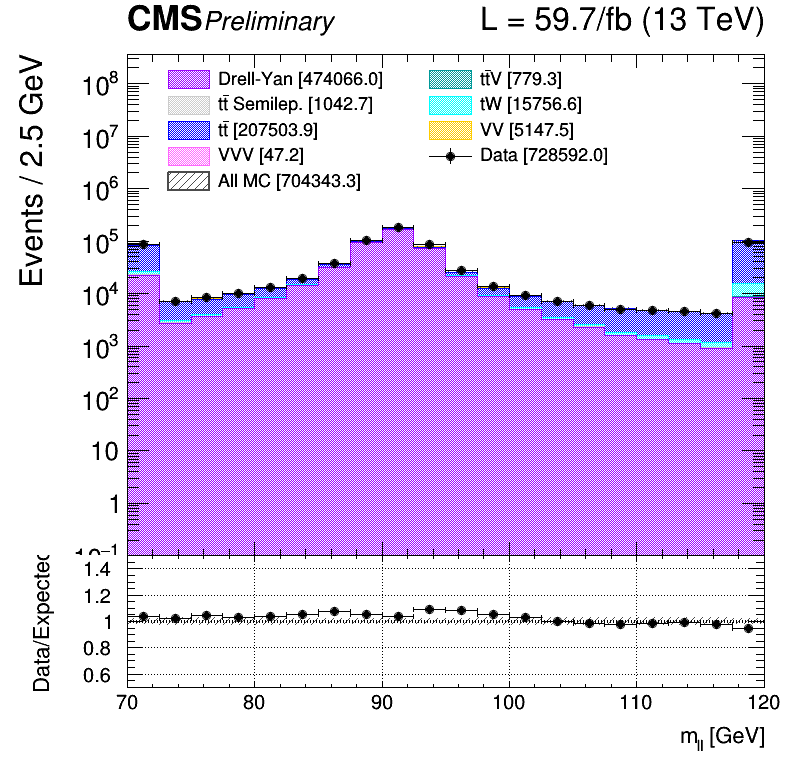 CMS Preliminary L = 59.7/fb (13 TeV)
Events / 2.5 GeV
10⁸
10⁷
10⁶
10⁵
10⁴
10³
10²
10
1
10⁻¹
Drell-Yan [474066.0]
tt̄ Semilep. [1042.7]
tt̄ [207503.9]
VVV [47.2]
All MC [704343.3]
tt̄V [779.3]
tW [15756.6]
VV [5147.5]
Data [728592.0]
Data/Expected
1.4
1.2
1
0.8
0.6
70 80 90 100 110 120
m_ll [GeV]